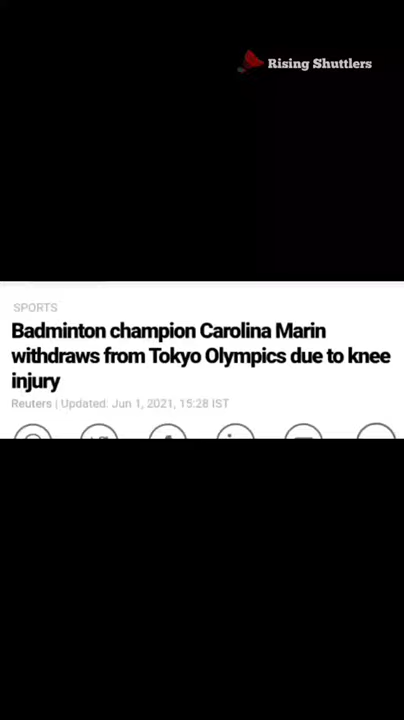 Rising Shuttlers
SPORTS
Badminton champion Carolina Marin
withdraws from Tokyo Olympics due to knee
injury
Reuters | Updated: Jun 1, 2021, 15:28 IST